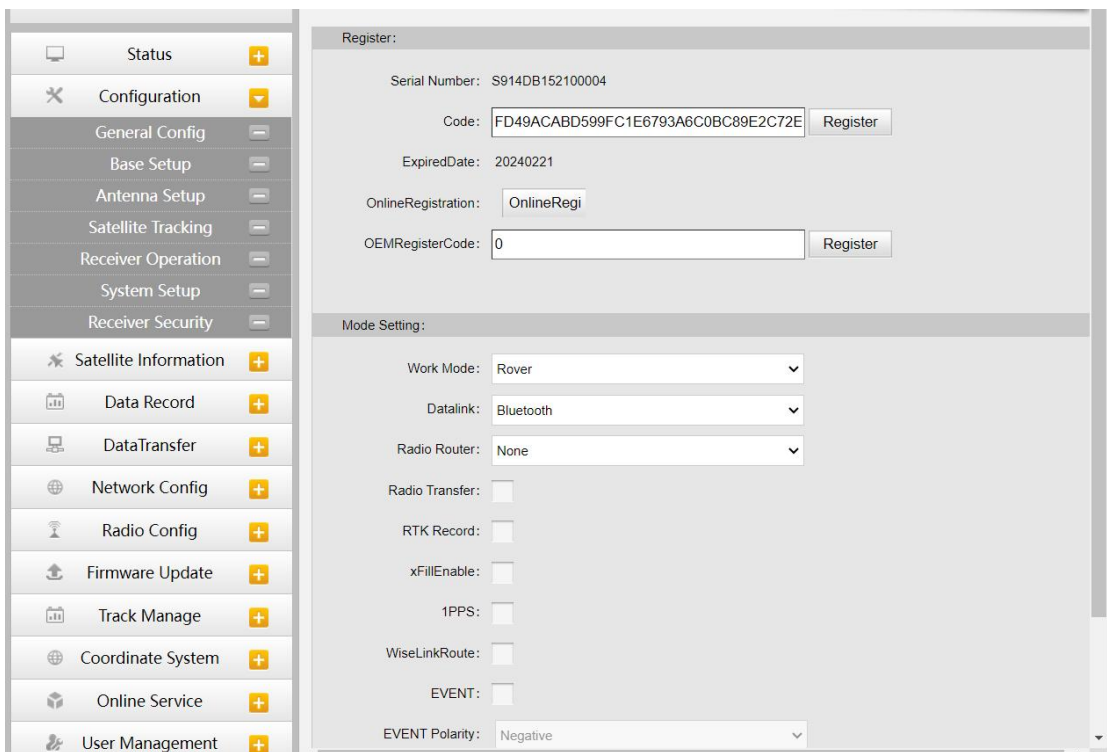 Status
Configuration
General Config
Base Setup
Antenna Setup
Satellite Tracking
Receiver Operation
System Setup
Receiver Security
Satellite Information
Data Record
DataTransfer
Network Config
Radio Config
Firmware Update
Track Manage
Coordinate System
Online Service
User Management
Register:
Serial Number: S914DB152100004
Code: FD49ACABD599FC1E6793A6C0BC89E2C72E Register
ExpiredDate: 20240221
OnlineRegistration: OnlineRegi
OEMRegisterCode: 0 Register
Mode Setting:
Work Mode: Rover
Datalink: Bluetooth
Radio Router: None
Radio Transfer:
RTK Record:
xFillEnable:
1PPS:
WiseLinkRoute:
EVENT:
EVENT Polarity: Negative